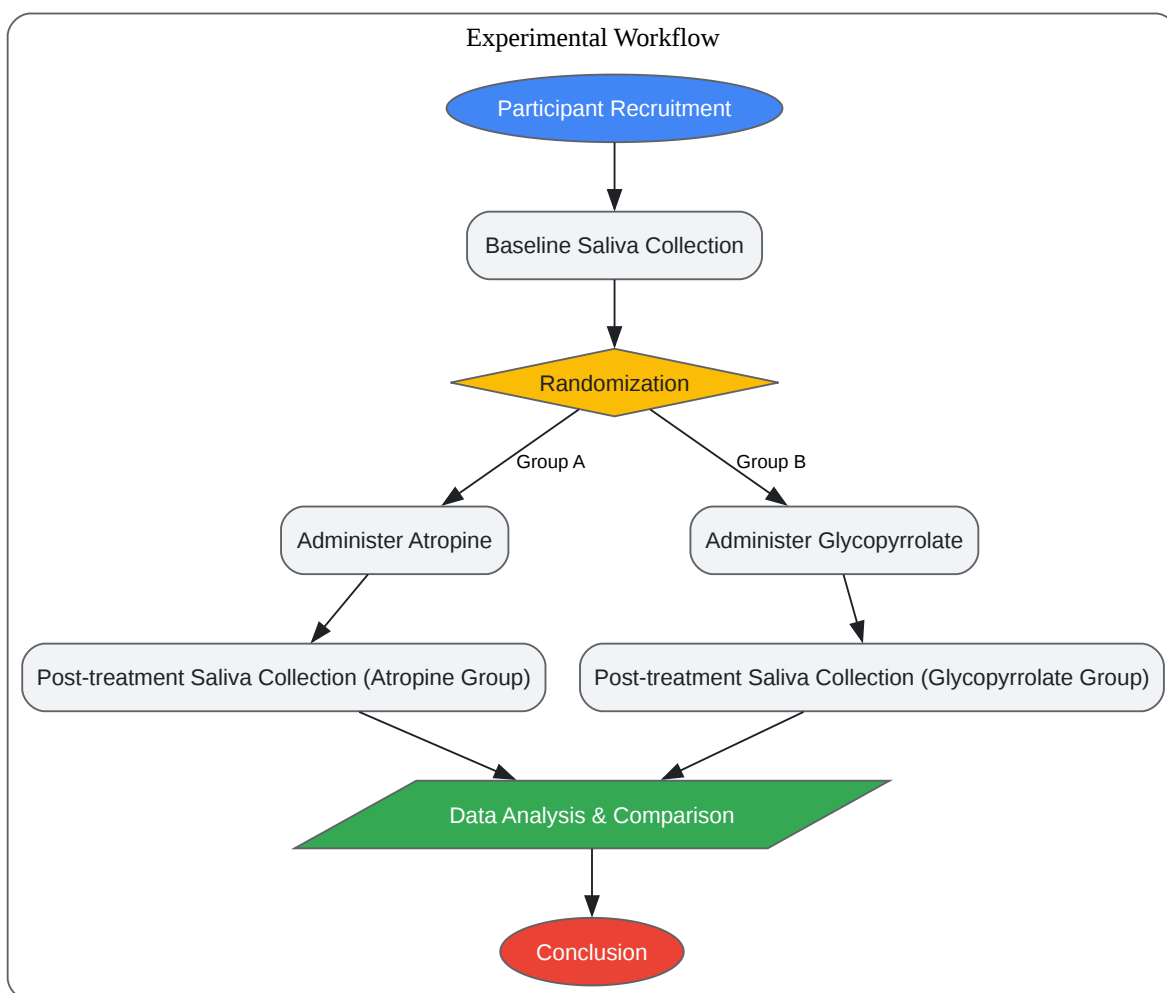 Experimental Workflow
Participant Recruitment
Baseline Saliva Collection
Randomization
Group A
Group B
Administer Atropine
Administer Glycopyrrolate
Post-treatment Saliva Collection (Atropine Group)
Post-treatment Saliva Collection (Glycopyrrolate Group)
Data Analysis & Comparison
Conclusion